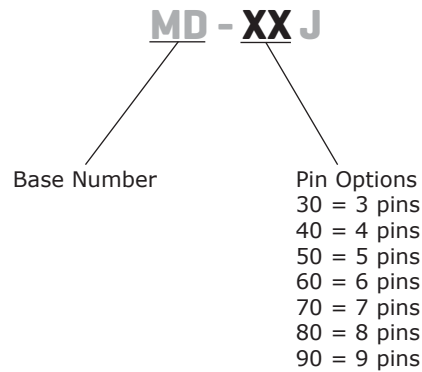 MD - XX J
Base Number
Pin Options
30 = 3 pins
40 = 4 pins
50 = 5 pins
60 = 6 pins
70 = 7 pins
80 = 8 pins
90 = 9 pins